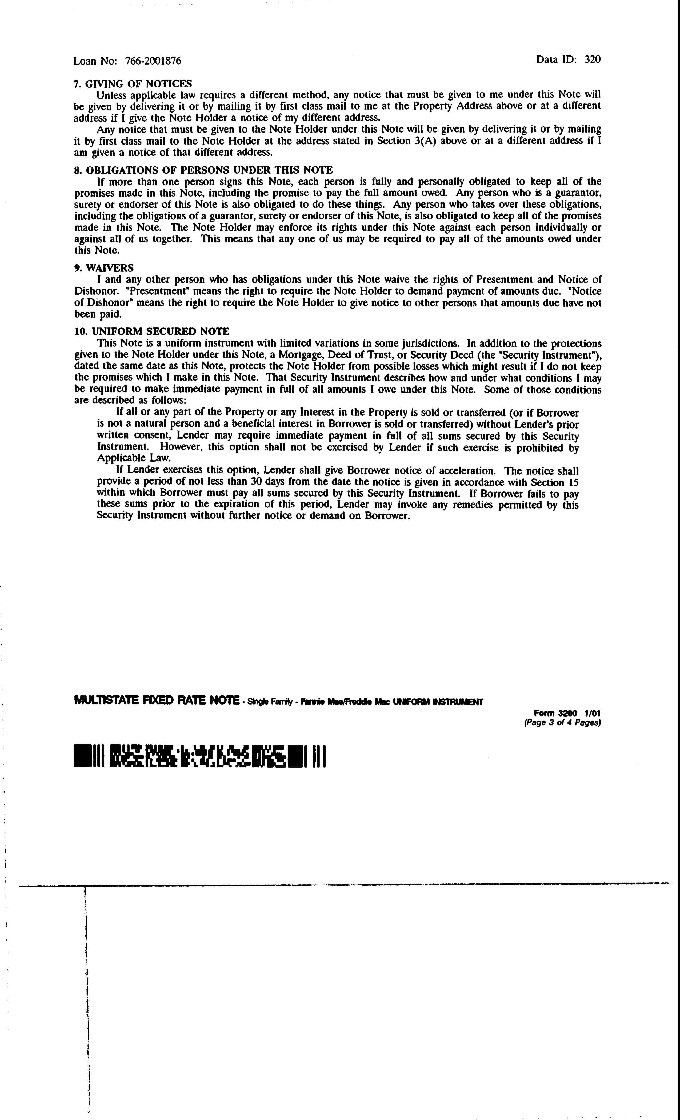 Loan No: 766-2001876
Data ID: 320
7. GIVING OF NOTICES
Unless applicable law requires a different method, any notice that must be given to me under this Note will
be given by delivering it or by mailing it by first class mail to me at the Property Address above or at a different
address if I give the Note Holder a notice of my different address.
Any notice that must be given to the Note Holder under this Note will be given by delivering it or by mailing
it by first class mail to the Note Holder at the address stated in Section 3(A) above or at a different address if I
am given a notice of that different address.
8. OBLIGATIONS OF PERSONS UNDER THIS NOTE
If more than one person signs this Note, each person is fully and personally obligated to keep all of the
promises made in this Note, including the promise to pay the full amount owed. Any person who is a guarantor,
surety or endorser of this Note is also obligated to do these things. Any person who takes over these obligations,
including the obligations of a guarantor, surety or endorser of this Note, is also obligated to keep all of the promises
made in this Note. The Note Holder may enforce its rights under this Note against each person individually or
against all of us together. This means that any one of us may be required to pay all of the amounts owed under
this Note.
9. WAIVERS
I and any other person who has obligations under this Note waive the rights of Presentment and Notice of
Dishonor. "Presentment" means the right to require the Note Holder to demand payment of amounts due. "Notice
of Dishonor" means the right to require the Note Holder to give notice to other persons that amounts due have not
been paid.
10. UNIFORM SECURED NOTE
This Note is a uniform instrument with limited variations in some jurisdictions. In addition to the protections
given to the Note Holder under this Note, a Mortgage, Deed of Trust, or Security Deed (the "Security Instrument"),
dated the same date as this Note, protects the Note Holder from possible losses which might result if I do not keep
the promises which I make in this Note. That Security Instrument describes how and under what conditions I may
be required to make immediate payment in full of all amounts I owe under this Note. Some of those conditions
are described as follows:
If all or any part of the Property or any Interest in the Property is sold or transferred (or if Borrower
is not a natural person and a beneficial interest in Borrower is sold or transferred) without Lender's prior
written consent, Lender may require immediate payment in full of all sums secured by this Security
Instrument. However, this option shall not be exercised by Lender if such exercise is prohibited by
Applicable Law.
If Lender exercises this option, Lender shall give Borrower notice of acceleration. The notice shall
provide a period of not less than 30 days from the date the notice is given in accordance with Section 15
within which Borrower must pay all sums secured by this Security Instrument. If Borrower fails to pay
these sums prior to the expiration of this period, Lender may invoke any remedies permitted by this
Security Instrument without further notice or demand on Borrower.
MULTISTATE FIXED RATE NOTE - Single Family - Fannie Mae/Freddie Mac UNIFORM INSTRUMENT
Form 3200 1/01
(Page 3 of 4 Pages)